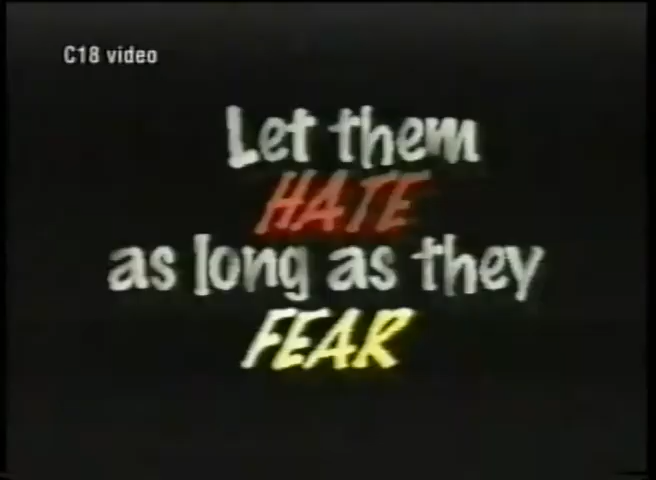 C18 video
Let them
HATE
as long as they
FEAR